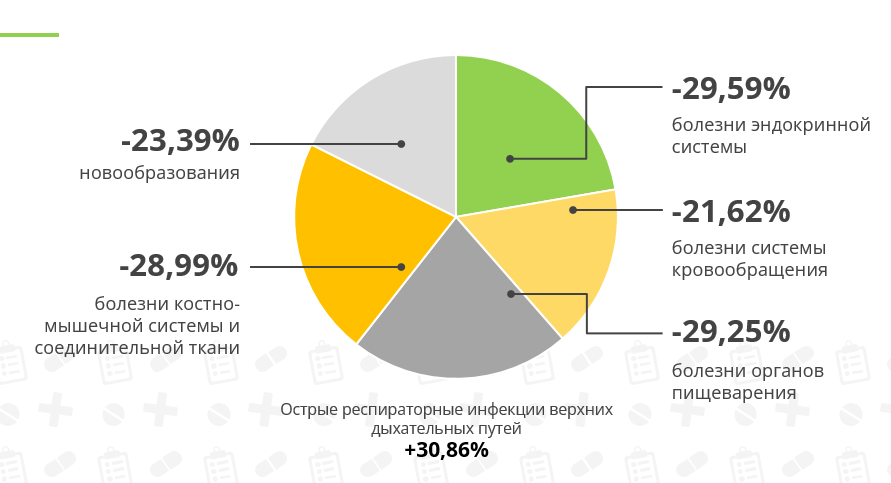 -23,39%
новообразования
-28,99%
болезни костно-
мышечной системы и
соединительной ткани
-29,59%
болезни эндокринной
системы
-21,62%
болезни системы
кровообращения
-29,25%
болезни органов
пищеварения
Острые респираторные инфекции верхних
дыхательных путей
+30,86%